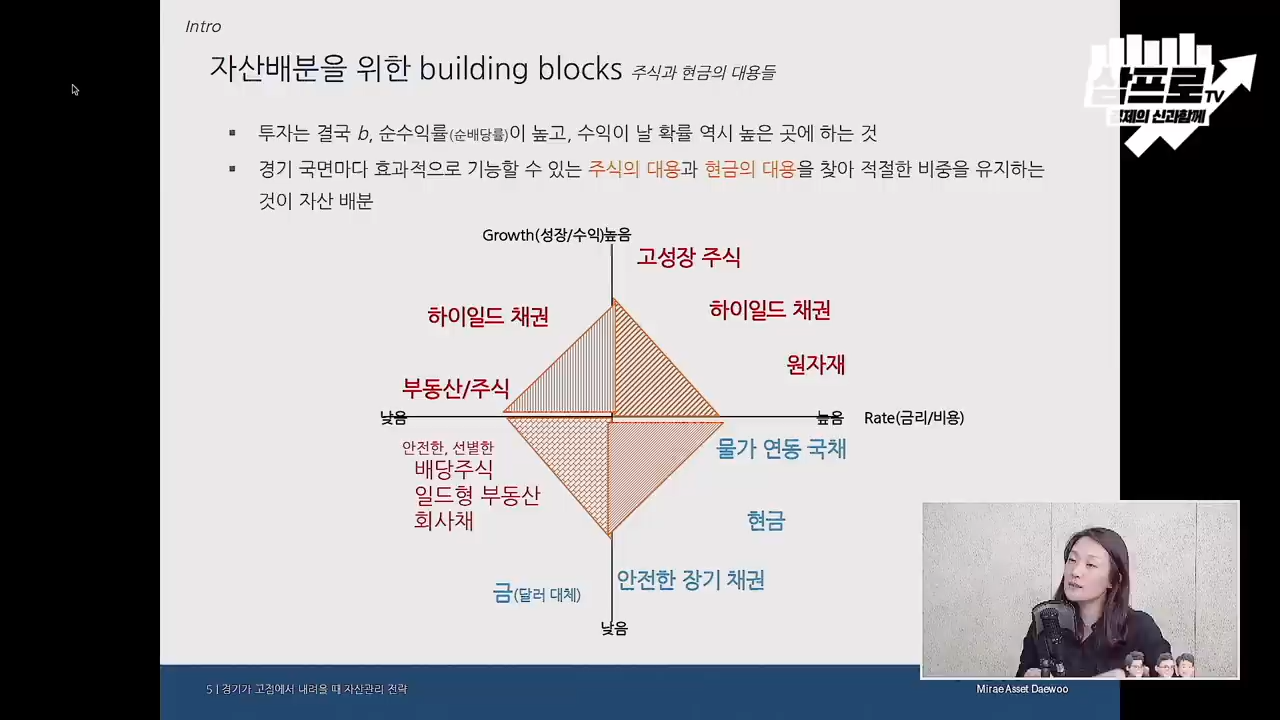 Intro
자산배분을 위한 building blocks 주식과 현금의 대용들
▪ 투자는 결국 b, 순수익률(순배당률)이 높고, 수익이 날 확률 역시 높은 곳에 하는 것
▪ 경기 국면마다 효과적으로 기능할 수 있는 주식의 대용과 현금의 대용을 찾아 적절한 비중을 유지하는
것이 자산 배분
Growth(성장/수익)높음
고성장 주식
하이일드 채권
하이일드 채권
원자재
부동산/주식
낮음
높음
Rate(금리/비용)
안전한, 선별한
배당주식
일드형 부동산
회사채
물가 연동 국채
현금
안전한 장기 채권
금(달러 대체)
낮음
5 | 경기가 고점에서 내려올 때 자산관리 전략
Mirae Asset Daewoo
삼프로TV
경제의 신과함께